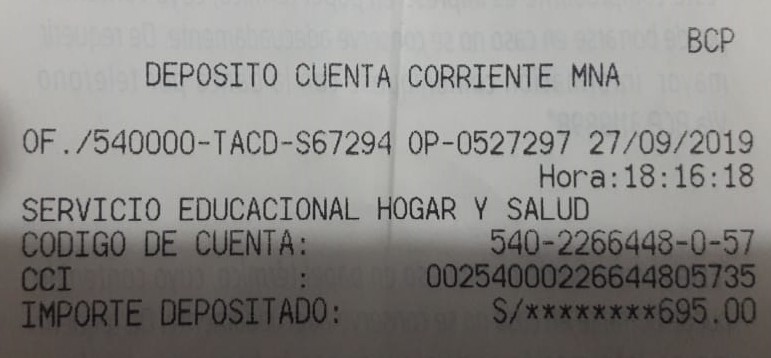 BCP
DEPOSITO CUENTA CORRIENTE MNA
OF./540000-TACD-S67294 OP-0527297 27/09/2019
Hora:18:16:18
SERVICIO EDUCACIONAL HOGAR Y SALUD
CODIGO DE CUENTA: 540-2266448-0-57
CCI : 00254000226644805735
IMPORTE DEPOSITADO: S/********695.00